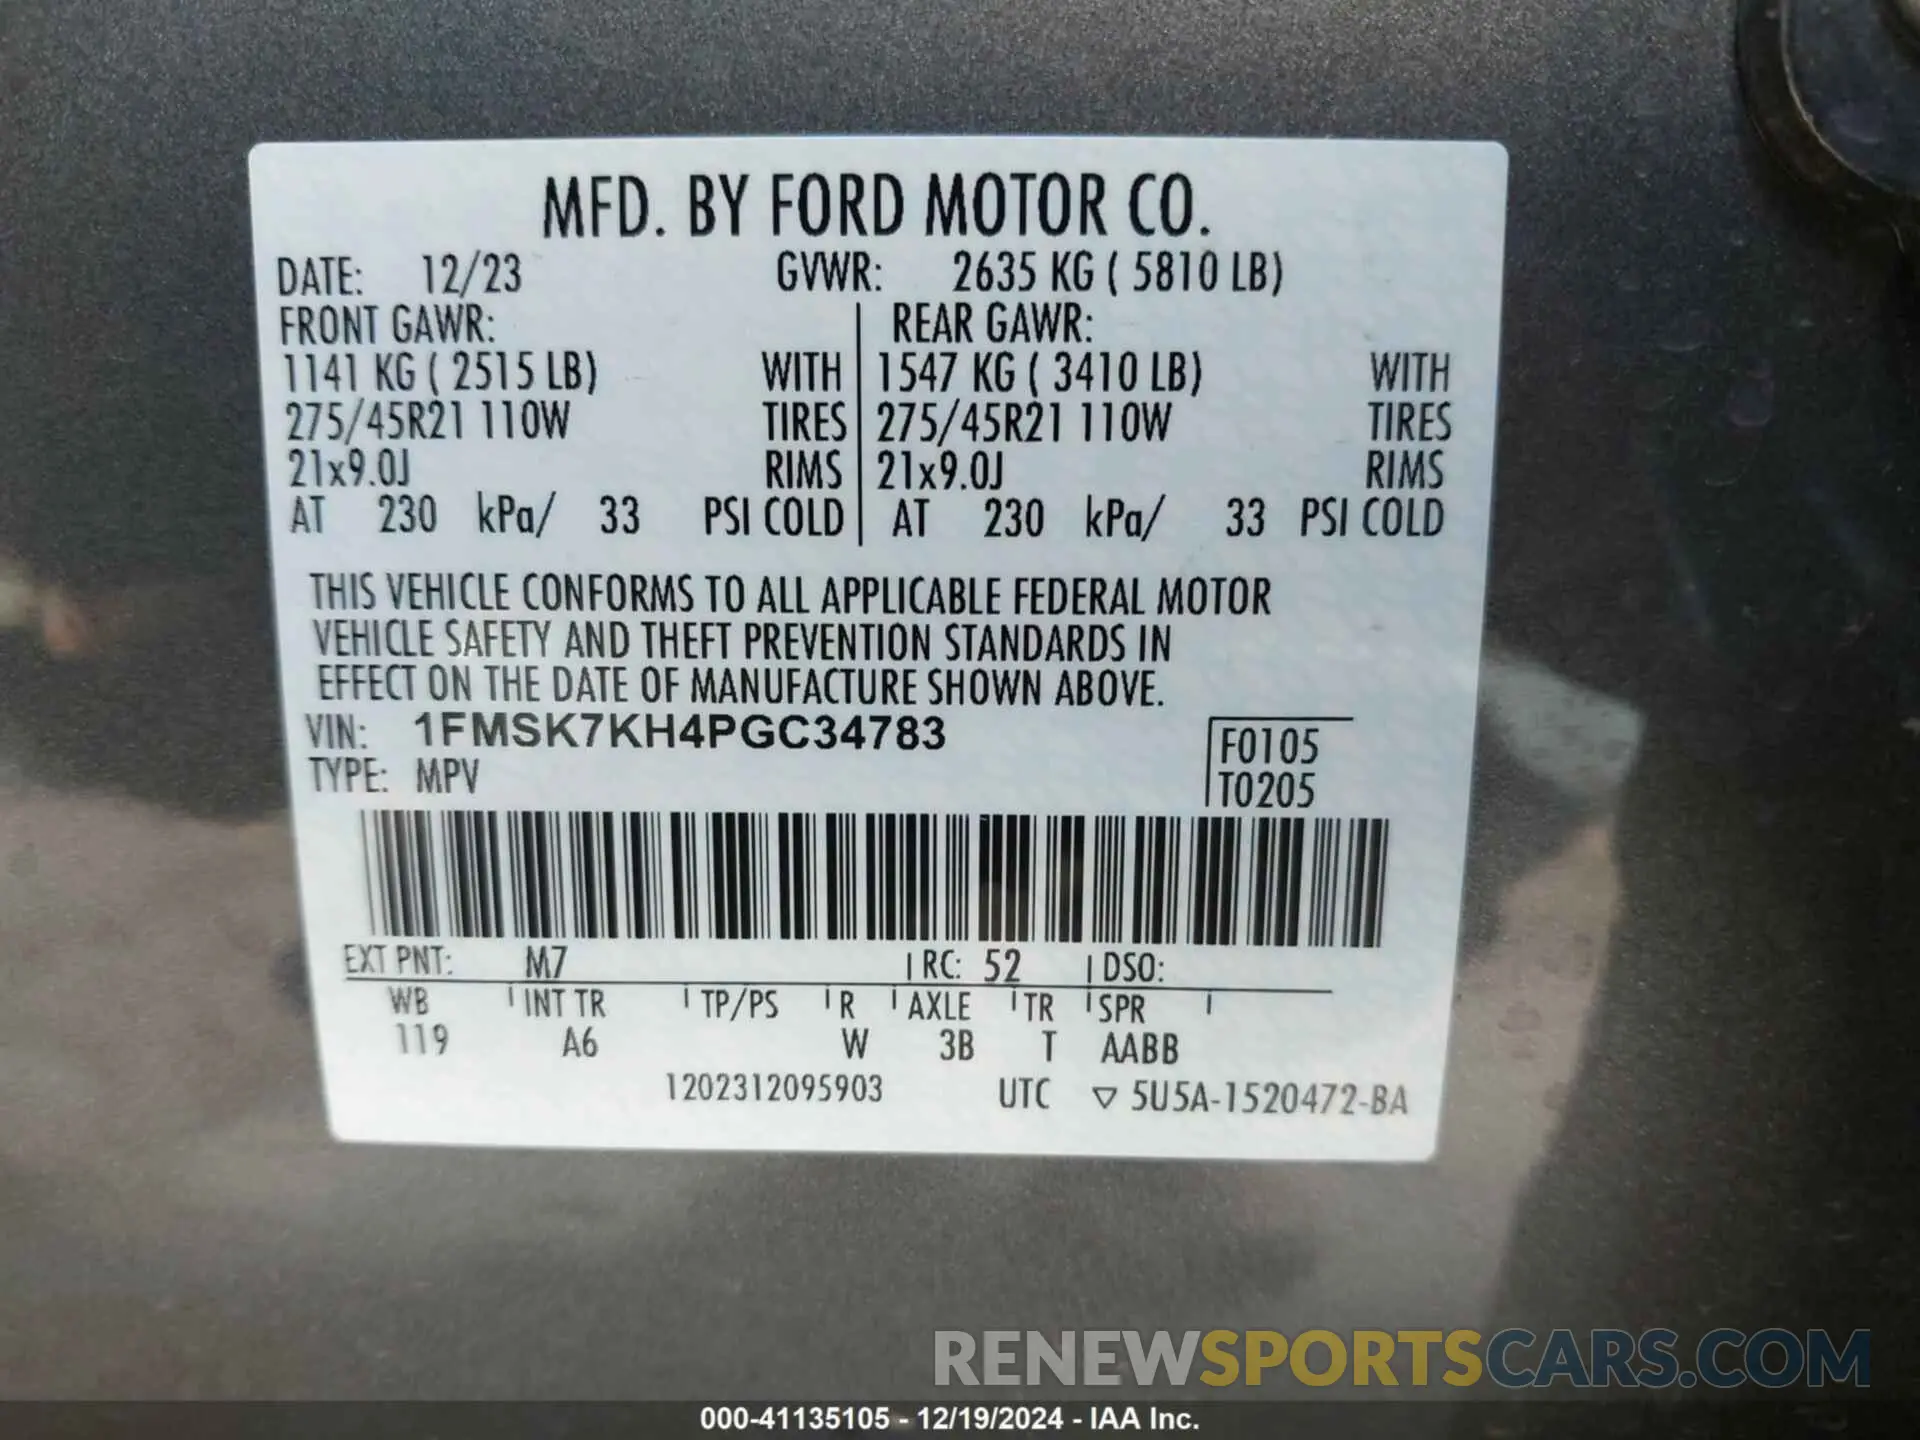 MFD. BY FORD MOTOR CO.
DATE: 12/23 GVWR: 2635 KG ( 5810 LB)
FRONT GAWR: REAR GAWR:
1141 KG ( 2515 LB) WITH 1547 KG ( 3410 LB) WITH
275/45R21 110W TIRES 275/45R21 110W TIRES
21x9.0J RIMS 21x9.0J RIMS
AT 230 kPa/ 33 PSI COLD AT 230 kPa/ 33 PSI COLD
THIS VEHICLE CONFORMS TO ALL APPLICABLE FEDERAL MOTOR
VEHICLE SAFETY AND THEFT PREVENTION STANDARDS IN
EFFECT ON THE DATE OF MANUFACTURE SHOWN ABOVE.
VIN: 1FMSK7KH4PGC34783 F0105
TYPE: MPV T0205
EXT PNT: M7 RC: 52 DSO:
WB INT TR TP/PS R AXLE TR SPR
119 A6 W 3B T AABB
1202312095903 UTC ▽ 5U5A-1520472-BA
RENEWSPORTSCARS.COM
000-41135105 - 12/19/2024 - IAA Inc.